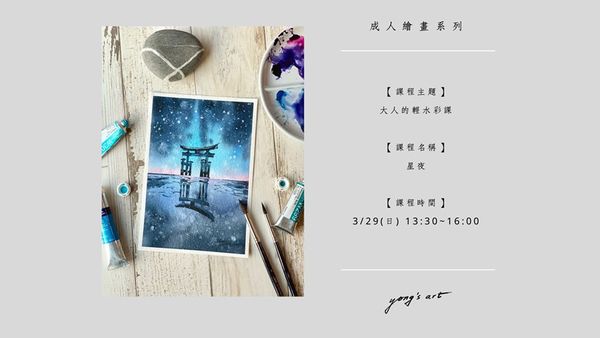 成人繪畫系列
【課程主題】
大人的輕水彩課
【課程名稱】
星夜
【課程時間】
3/29(日) 13:30~16:00
yong's art